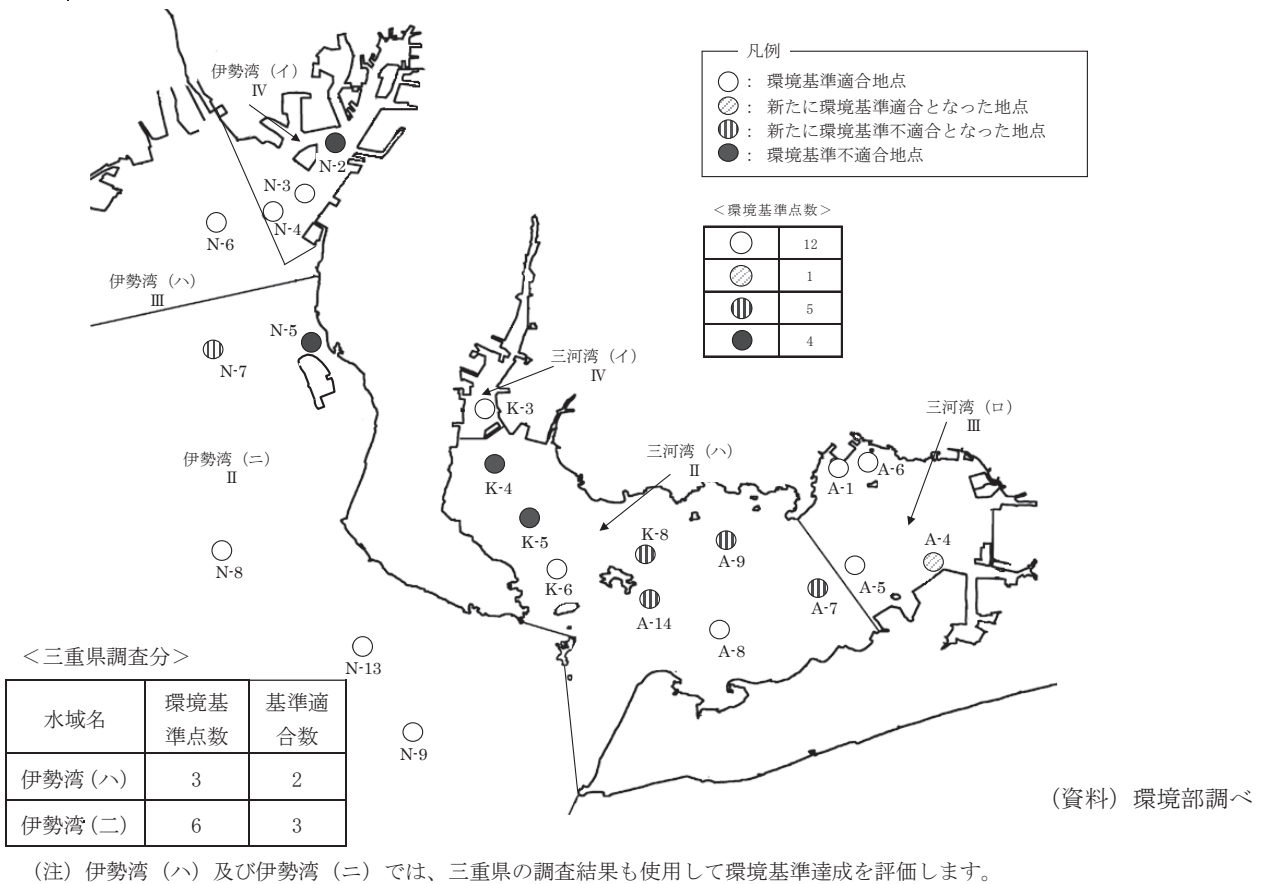 凡例
○ : 環境基準適合地点
: 新たに環境基準適合となった地点
: 新たに環境基準不適合となった地点
● : 環境基準不適合地点
＜環境基準点数＞
12
1
5
4
伊勢湾（イ）
Ⅳ
N-2
N-3
N-4
N-6
伊勢湾（ハ）
Ⅲ
N-5
N-7
三河湾（イ）
Ⅳ
K-3
三河湾（ロ）
Ⅲ
伊勢湾（ニ）
Ⅱ
三河湾（ハ）
Ⅱ
A-1
A-6
K-4
K-5
K-8
A-9
A-4
N-8
K-6
A-5
A-7
A-14
A-8
N-13
N-9
＜三重県調査分＞
水域名
環境基準点数
基準適合数
伊勢湾(ハ) 3 2
伊勢湾(ニ) 6 3
（資料）環境部調べ
（注）伊勢湾（ハ）及び伊勢湾（ニ）では、三重県の調査結果も使用して環境基準達成を評価します。